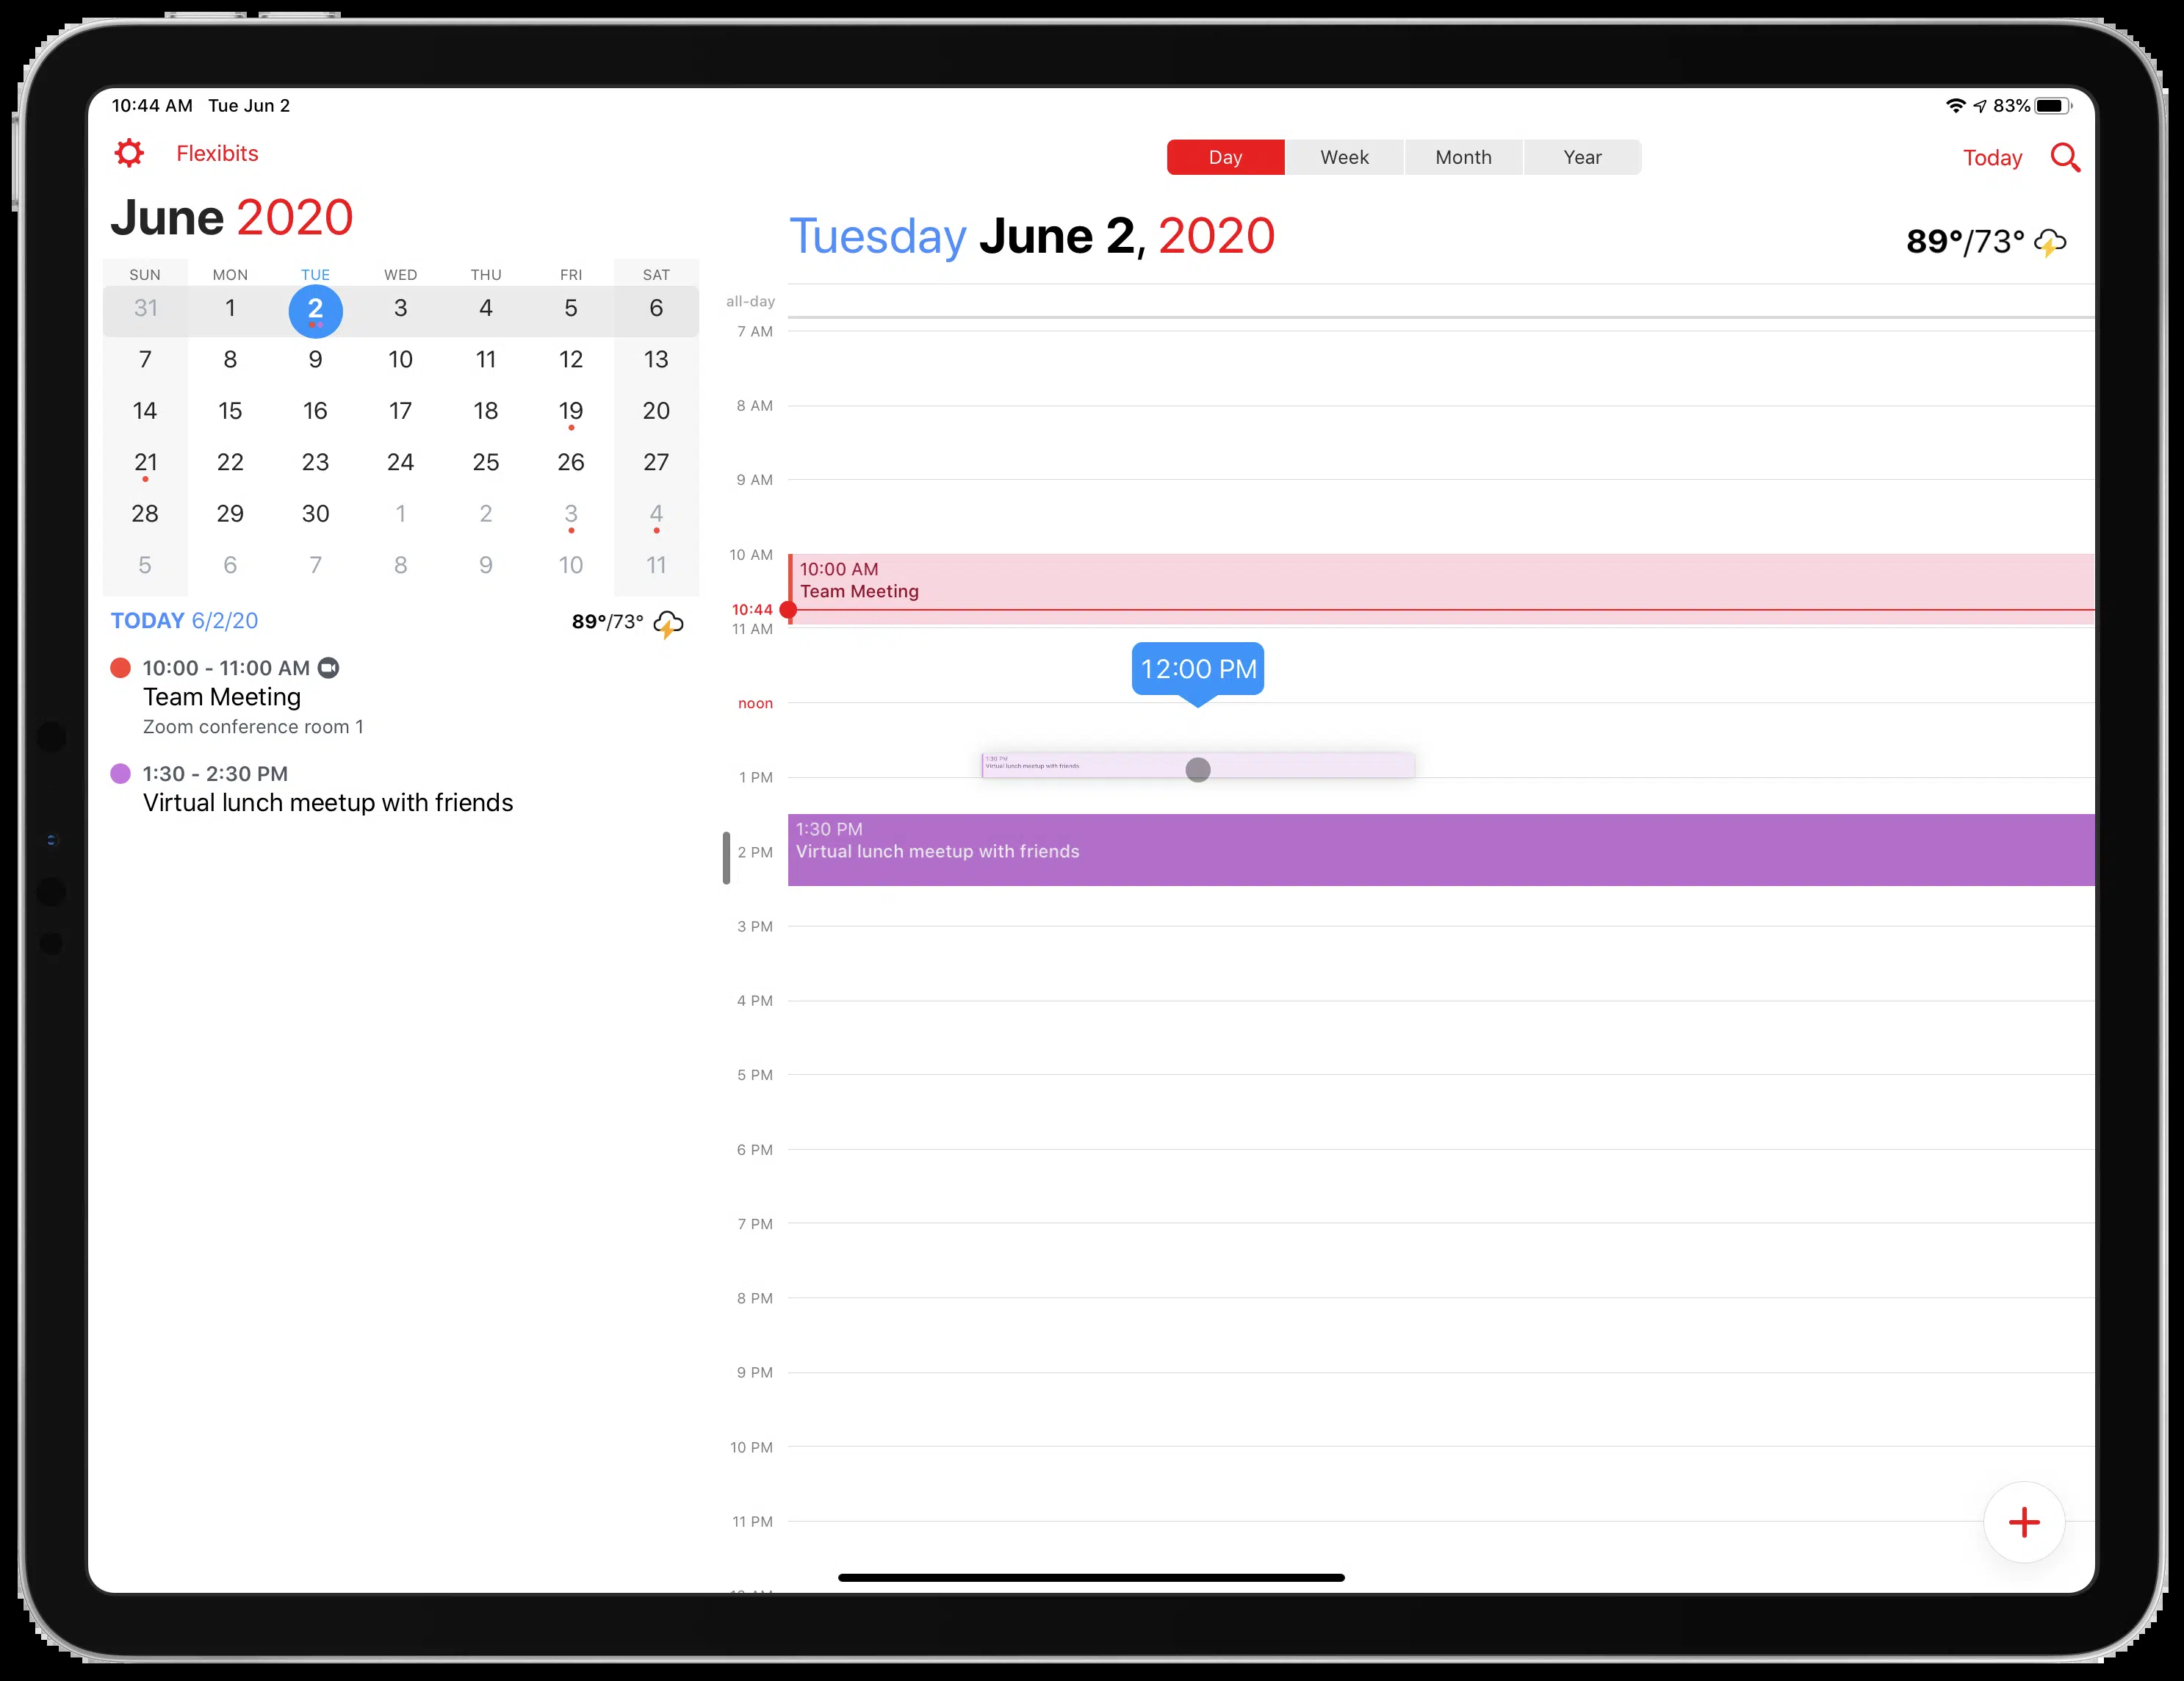 10:44 AM Tue Jun 2
83%
Flexibits
Day Week Month Year
Today
June 2020
SUN MON TUE WED THU FRI SAT
31 1 2 3 4 5 6
7 8 9 10 11 12 13
14 15 16 17 18 19 20
21 22 23 24 25 26 27
28 29 30 1 2 3 4
5 6 7 8 9 10 11
TODAY 6/2/20 89°/73°
10:00 - 11:00 AM
Team Meeting
Zoom conference room 1
1:30 - 2:30 PM
Virtual lunch meetup with friends
Tuesday June 2, 2020
89°/73°
all-day
7 AM
8 AM
9 AM
10 AM
10:00 AM
Team Meeting
10:44
11 AM
12:00 PM
noon
1:30 PM
Virtual lunch meetup with friends
1 PM
1:30 PM
Virtual lunch meetup with friends
2 PM
3 PM
4 PM
5 PM
6 PM
7 PM
8 PM
9 PM
10 PM
11 PM